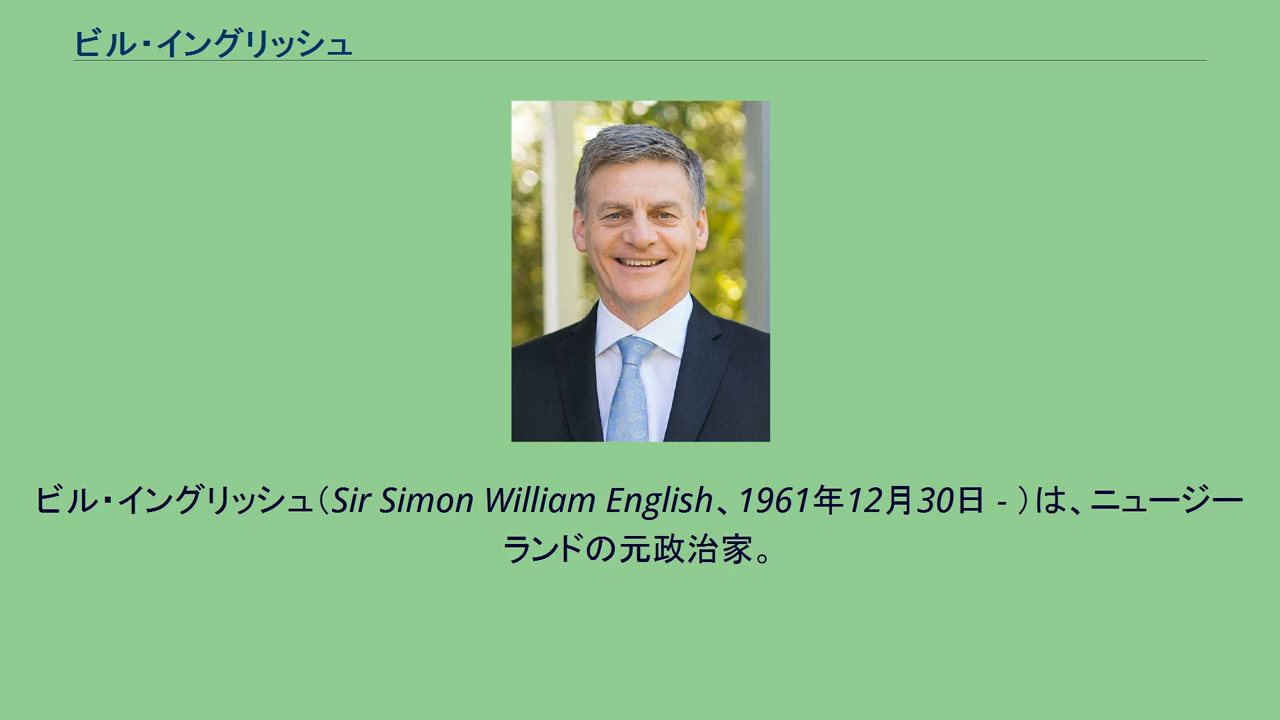 ビル・イングリッシュ
ビル・イングリッシュ（Sir Simon William English、1961年12月30日 - ）は、ニュージー
ランドの元政治家。